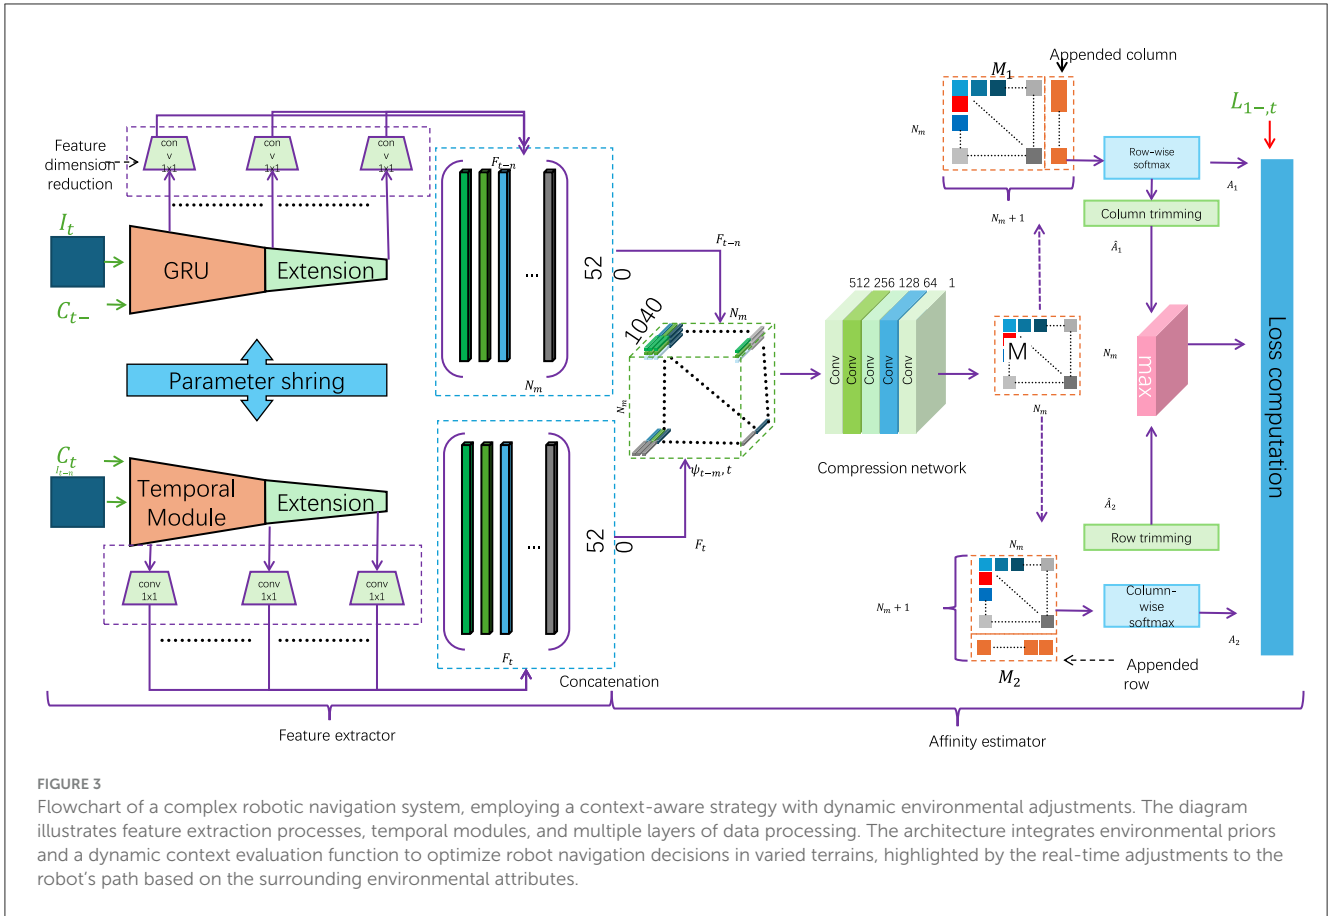 Appended column
M₁
L₁₋,ₜ
Feature
dimension
reduction
con
v
1x1
con
v
1x1
con
v
1x1
Fₜ₋ₙ
Nₘ
Row-wise
softmax
A₁
Column trimming
Nₘ + 1
Iₜ
GRU
Extension
Cₜ₋
...
52
0
Fₜ₋ₙ
Â₁
1040
Nₘ
512 256 128 64 1
Conv
Conv
Conv
Conv
Conv
M
Nₘ
max
Loss computation
Parameter shring
Nₘ
Nₘ
Nₘ
Cₜ
Iₜ₋ₙ
Temporal
Module
Extension
ψₜ₋ₘ, t
Compression network
...
52
0
Fₜ
Â₂
Row trimming
Nₘ
conv
1x1
conv
1x1
conv
1x1
Nₘ + 1
Column-
wise
softmax
A₂
Fₜ
Concatenation
M₂
Appended
row
Feature extractor
Affinity estimator
FIGURE 3
Flowchart of a complex robotic navigation system, employing a context-aware strategy with dynamic environmental adjustments. The diagram
illustrates feature extraction processes, temporal modules, and multiple layers of data processing. The architecture integrates environmental priors
and a dynamic context evaluation function to optimize robot navigation decisions in varied terrains, highlighted by the real-time adjustments to the
robot's path based on the surrounding environmental attributes.